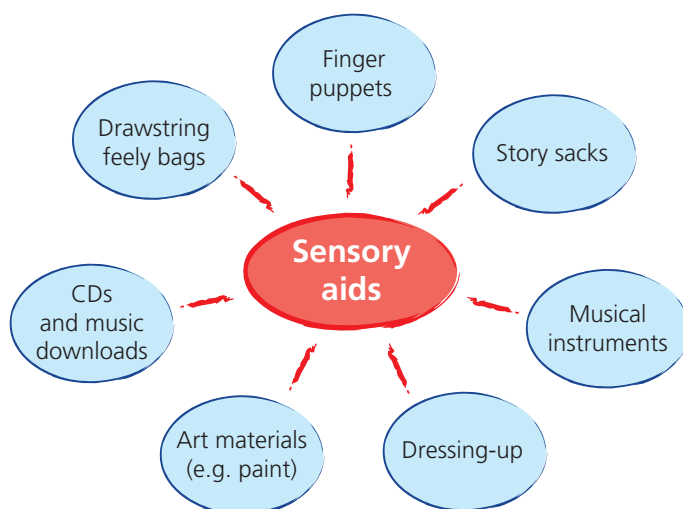 Finger
puppets
Story sacks
Musical
instruments
Dressing-up
Art materials
(e.g. paint)
CDs
and music
downloads
Drawstring
feely bags
Sensory
aids